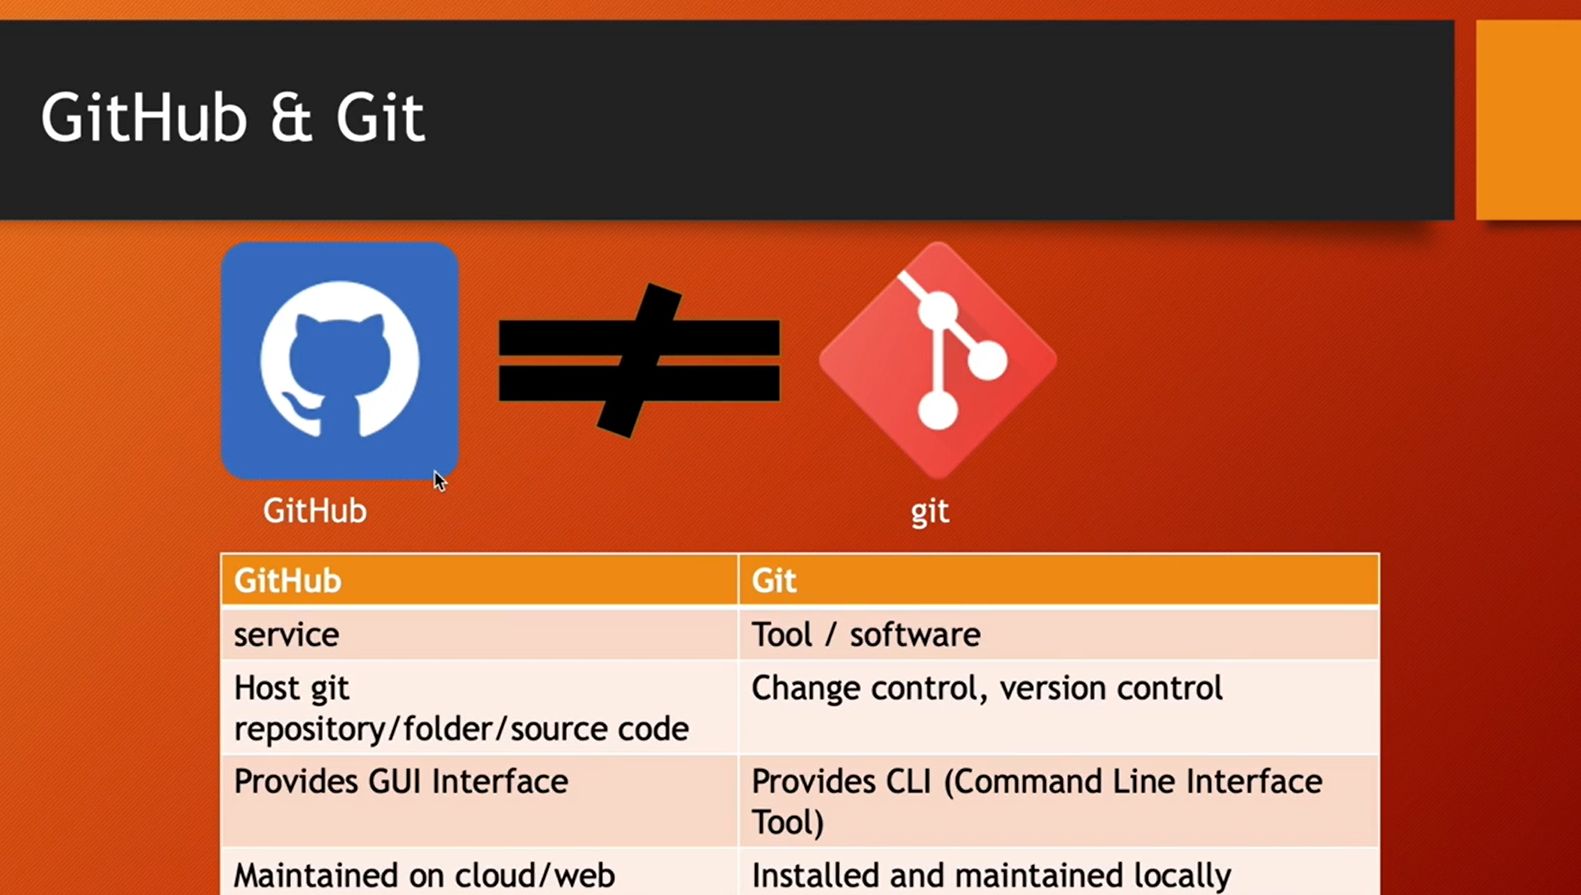 GitHub & Git
GitHub
git
GitHub
Git
service
Tool / software
Host git
repository/folder/source code
Change control, version control
Provides GUI Interface
Provides CLI (Command Line Interface
Tool)
Maintained on cloud/web
Installed and maintained locally